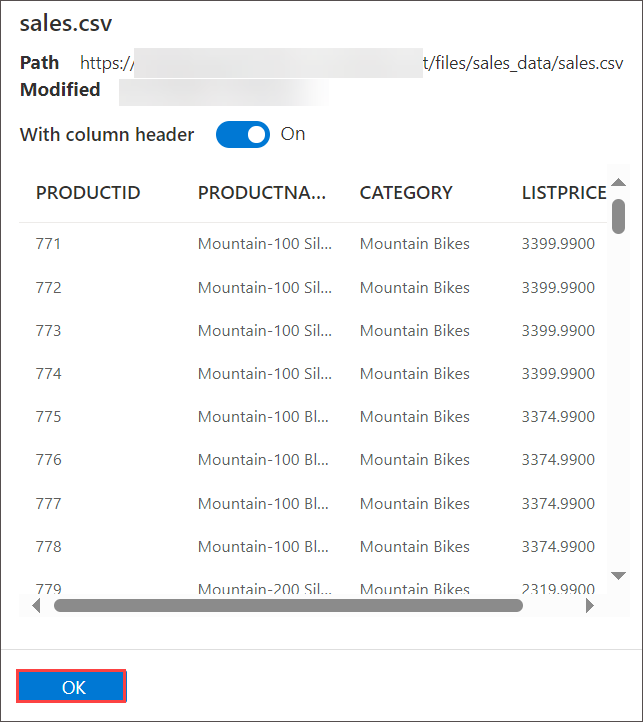 sales.csv
Path https:// t/files/sales_data/sales.csv
Modified
With column header On
PRODUCTID PRODUCTNA... CATEGORY LISTPRICE
771 Mountain-100 Sil... Mountain Bikes 3399.9900
772 Mountain-100 Sil... Mountain Bikes 3399.9900
773 Mountain-100 Sil... Mountain Bikes 3399.9900
774 Mountain-100 Sil... Mountain Bikes 3399.9900
775 Mountain-100 Bl... Mountain Bikes 3374.9900
776 Mountain-100 Bl... Mountain Bikes 3374.9900
777 Mountain-100 Bl... Mountain Bikes 3374.9900
778 Mountain-100 Bl... Mountain Bikes 3374.9900
779 Mountain-200 Sil... Mountain Bikes 2319.9900
OK